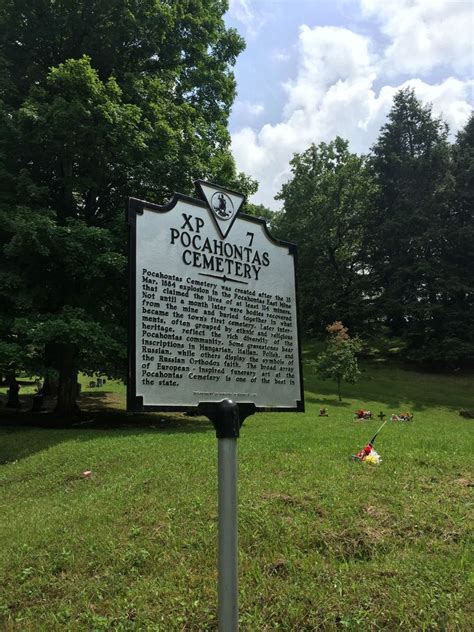 XP 7
POCAHONTAS
CEMETERY
Pocahontas Cemetery was created after the 13
Mar. 1884 explosion in the Pocahontas East Mine
that claimed the lives of at least 114 miners.
Not until a month later were bodies recovered
from the mine and buried together in what
became the town's first cemetery. Later inter-
ments, often grouped by ethnic and religious
heritage, reflect the rich diversity of the
Pocahontas community. Some gravestones bear
inscriptions in Hungarian, Italian, Polish, and
Russian, while others display the symbols of
the Russian Orthodox faith. The broad array
of European-inspired funerary art at the
Pocahontas Cemetery is one of the best in
the state.